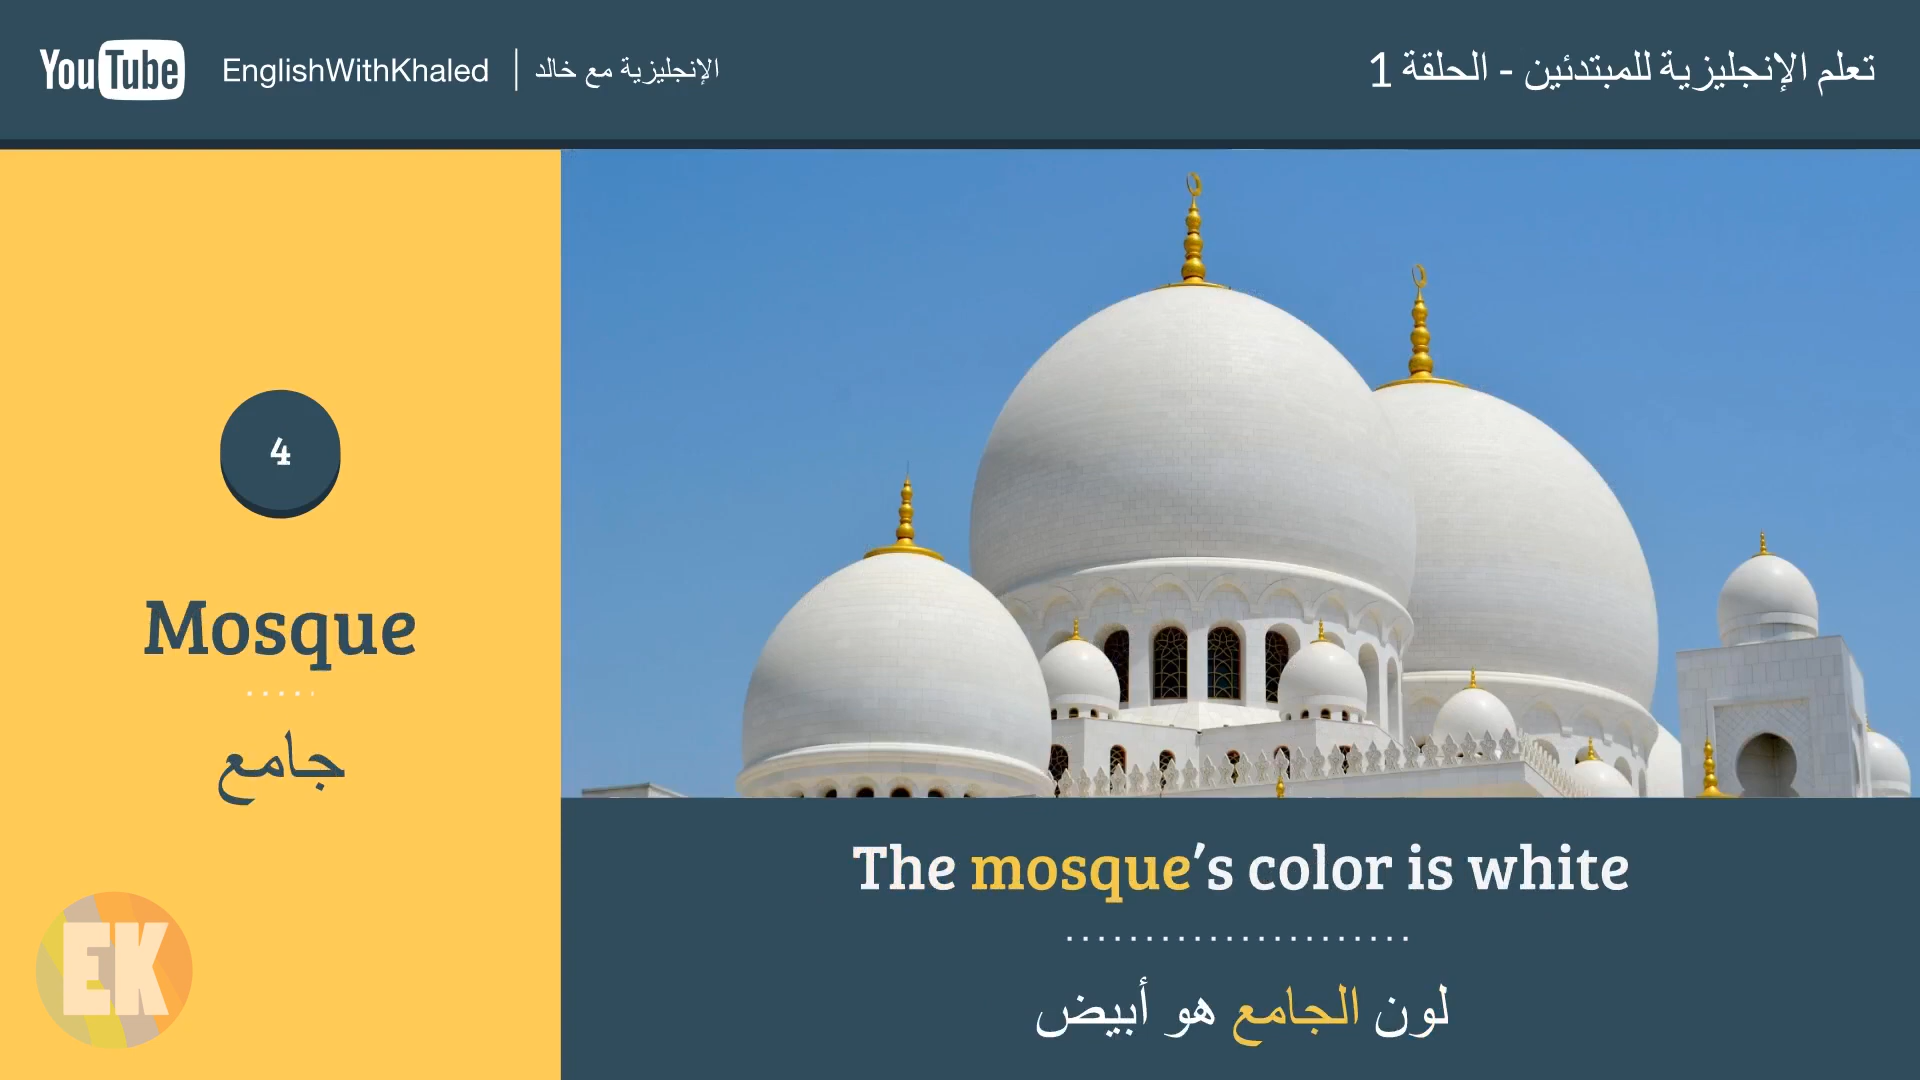 YouTube
EnglishWithKhaled | الإنجليزية مع خالد
تعلم الإنجليزية للمبتدئين - الحلقة 1
4
Mosque
جامع
EK
The mosque's color is white
لون الجامع هو أبيض